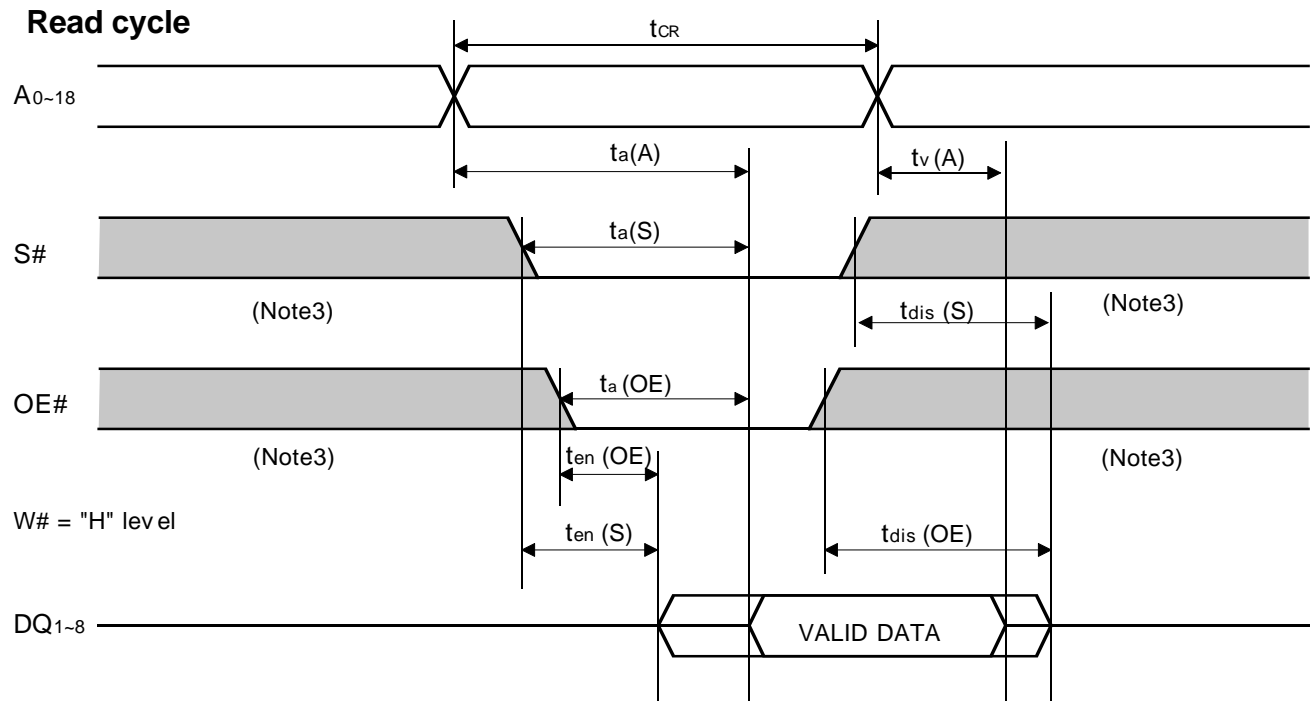 Read cycle
tCR
A0~18
ta(A)
tv (A)
S#
ta(S)
(Note3)
tdis (S)
(Note3)
OE#
ta (OE)
(Note3)
ten (OE)
(Note3)
W# = "H" lev el
ten (S)
tdis (OE)
DQ1~8
VALID DATA